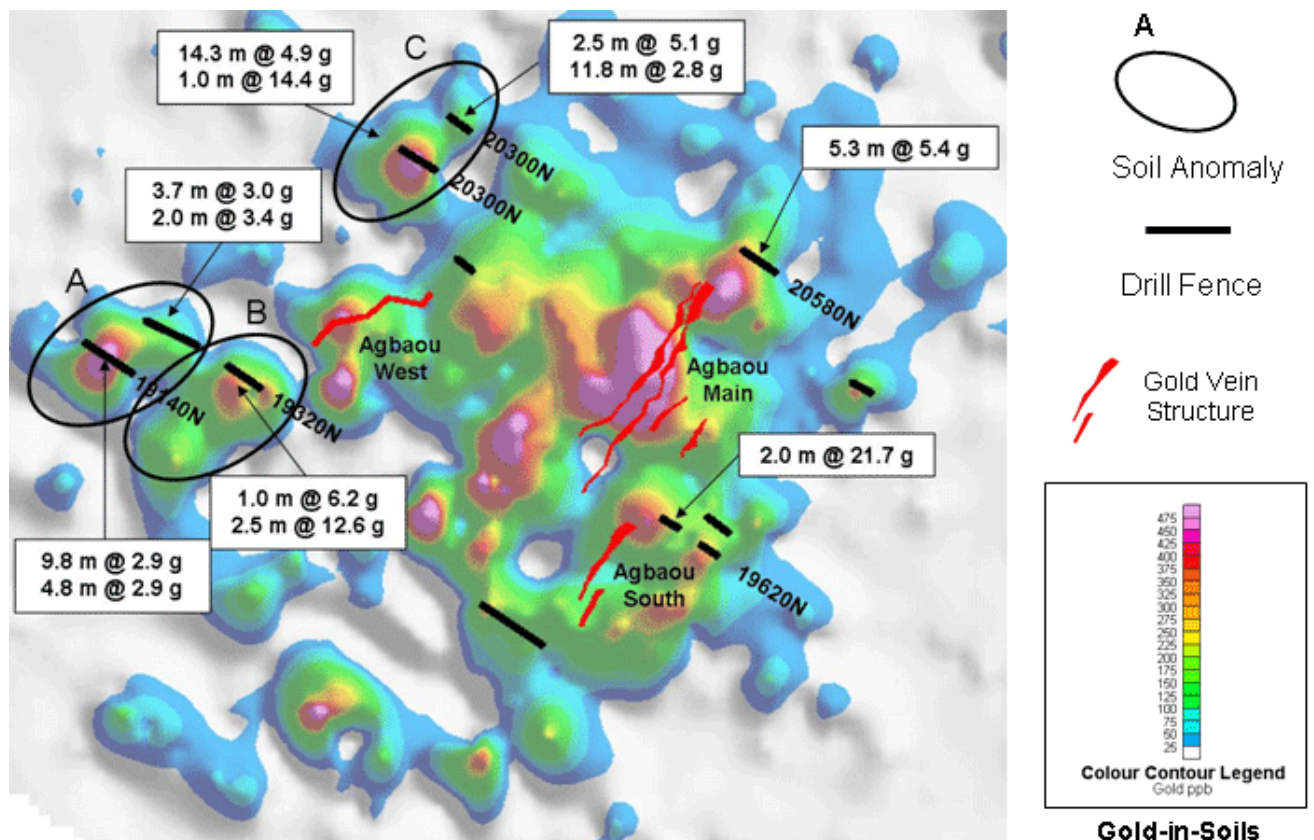 14.3 m @ 4.9 g
1.0 m @ 14.4 g
C
2.5 m @ 5.1 g
11.8 m @ 2.8 g
20300N
20300N
5.3 m @ 5.4 g
20580N
3.7 m @ 3.0 g
2.0 m @ 3.4 g
A
B
19140N
19320N
Agbaou
West
Agbaou
Main
2.0 m @ 21.7 g
1.0 m @ 6.2 g
2.5 m @ 12.6 g
9.8 m @ 2.9 g
4.8 m @ 2.9 g
Agbaou
South
19620N
A
Soil Anomaly
Drill Fence
Gold Vein
Structure
475
450
425
400
375
350
325
300
275
250
225
200
175
150
125
100
75
50
25
Colour Contour Legend
Gold ppb
Gold-in-Soils